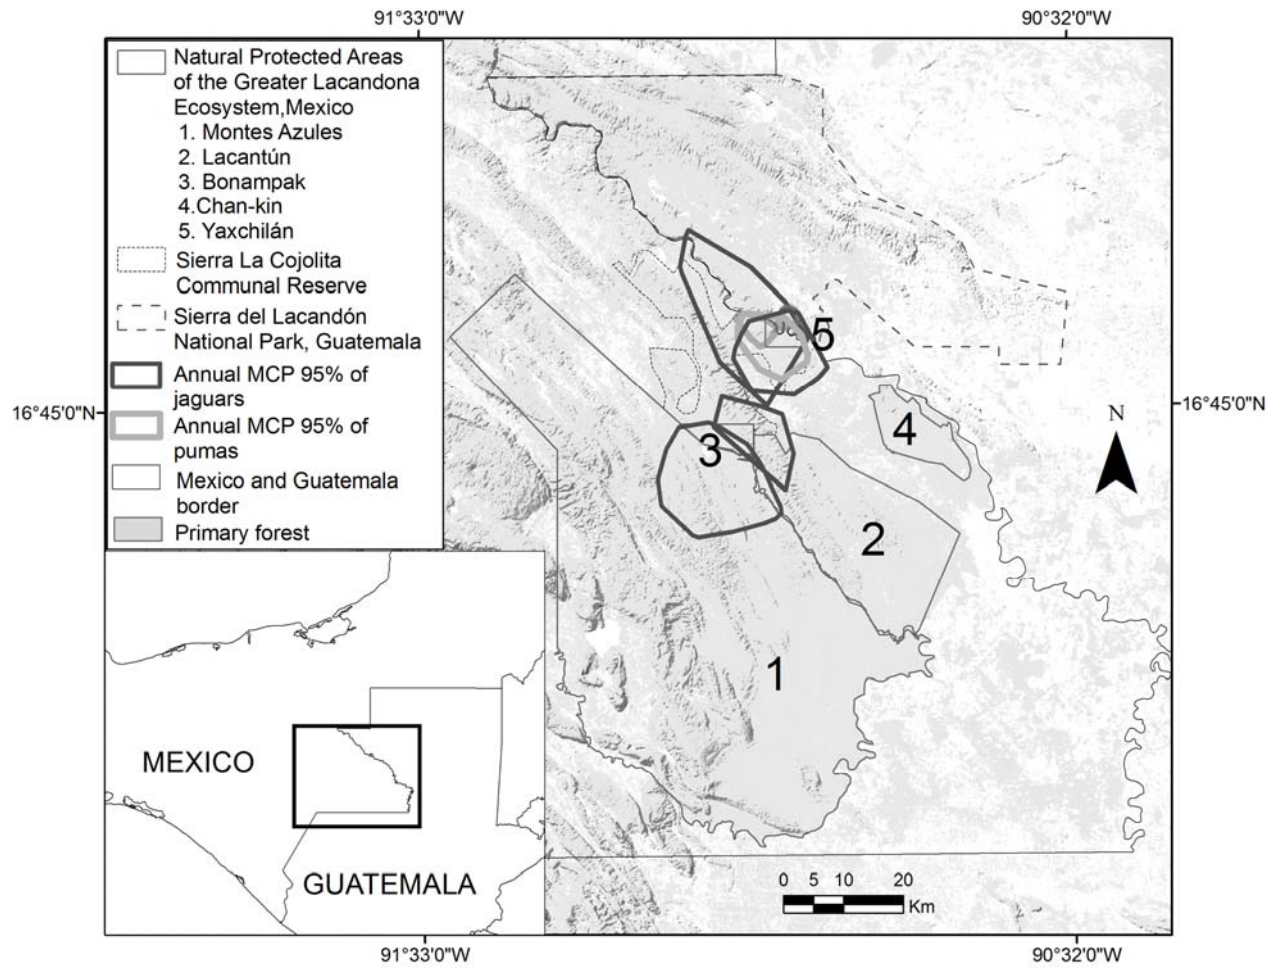 91°33'0"W
90°32'0"W
Natural Protected Areas
of the Greater Lacandona
Ecosystem,Mexico
1. Montes Azules
2. Lacantún
3. Bonampak
4.Chan-kin
5. Yaxchilán
Sierra La Cojolita
Communal Reserve
Sierra del Lacandón
National Park, Guatemala
Annual MCP 95% of
jaguars
Annual MCP 95% of
pumas
Mexico and Guatemala
border
Primary forest
16°45'0"N
16°45'0"N
N
5
4
3
2
1
MEXICO
GUATEMALA
0 5 10 20
Km
91°33'0"W
90°32'0"W